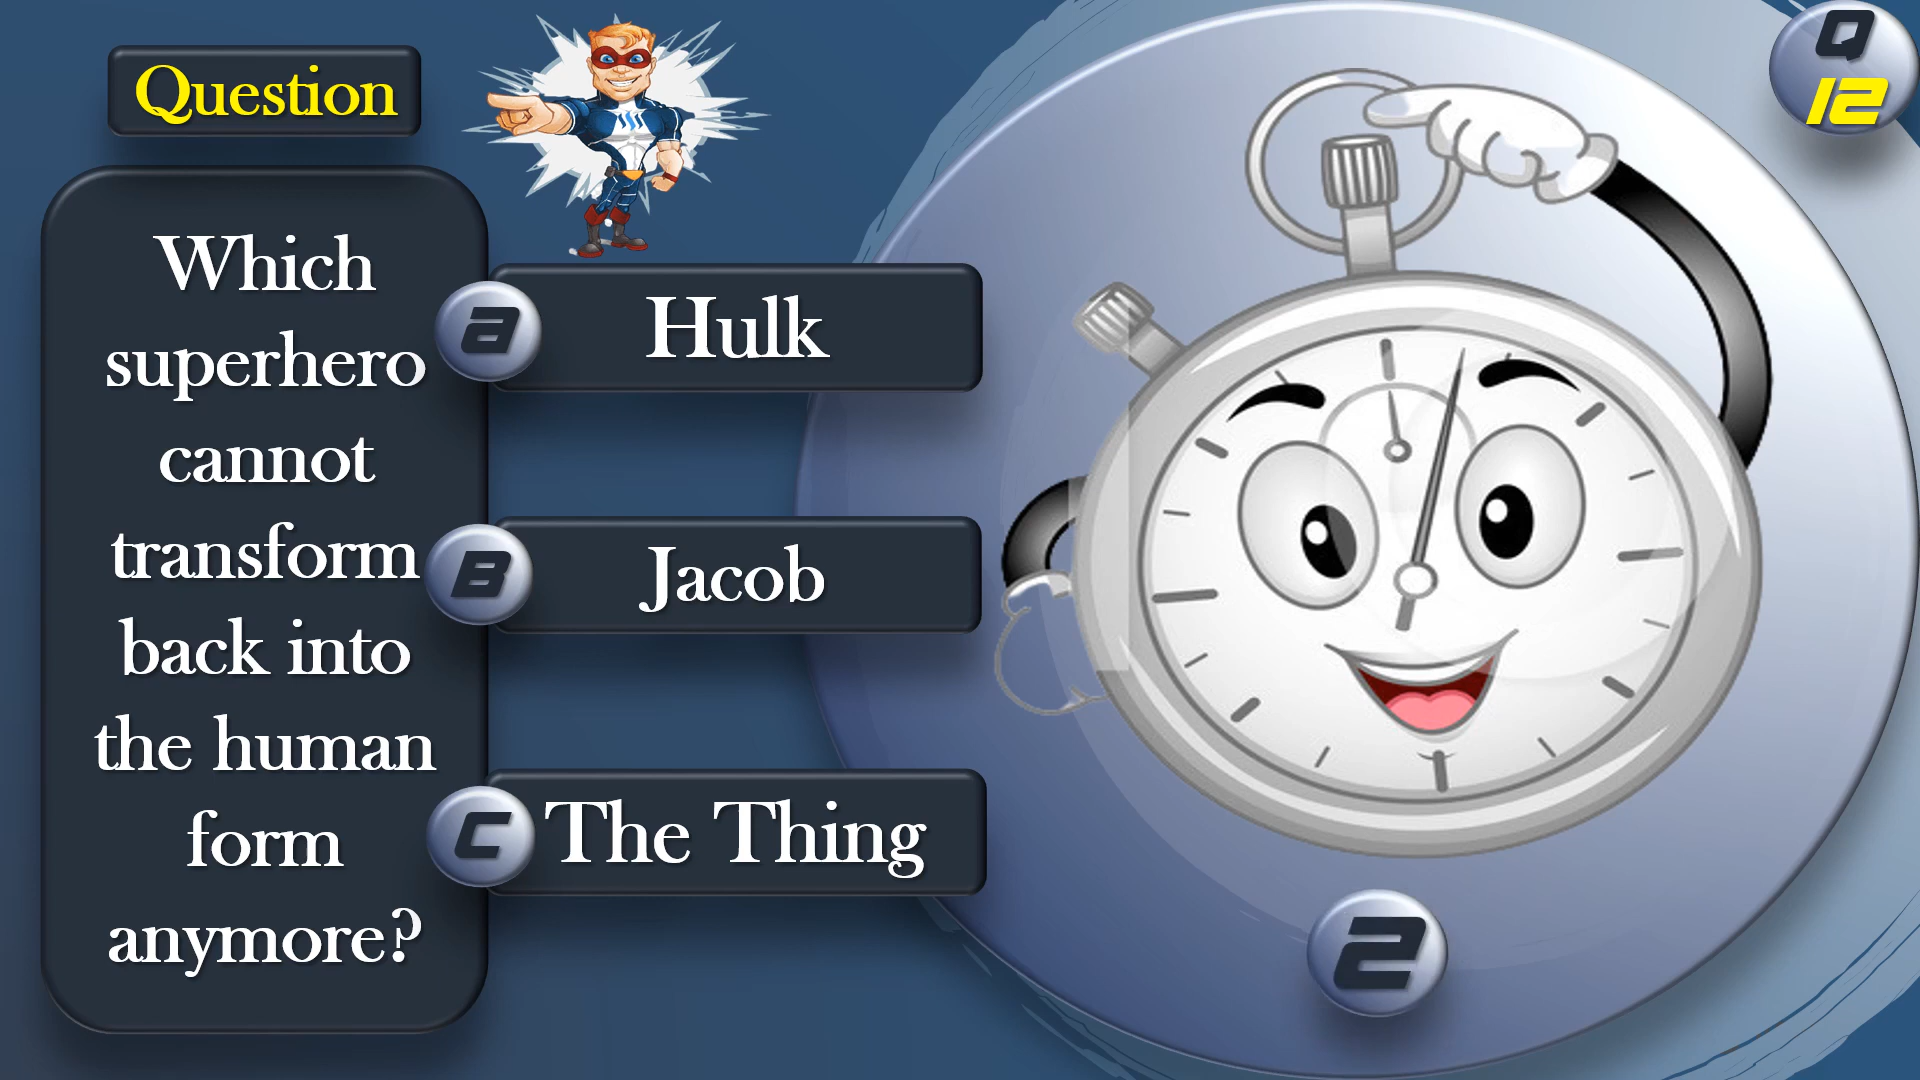 Question
Q
12
Which
superhero
cannot
transform
back into
the human
form
anymore?
a Hulk
B Jacob
C The Thing
2